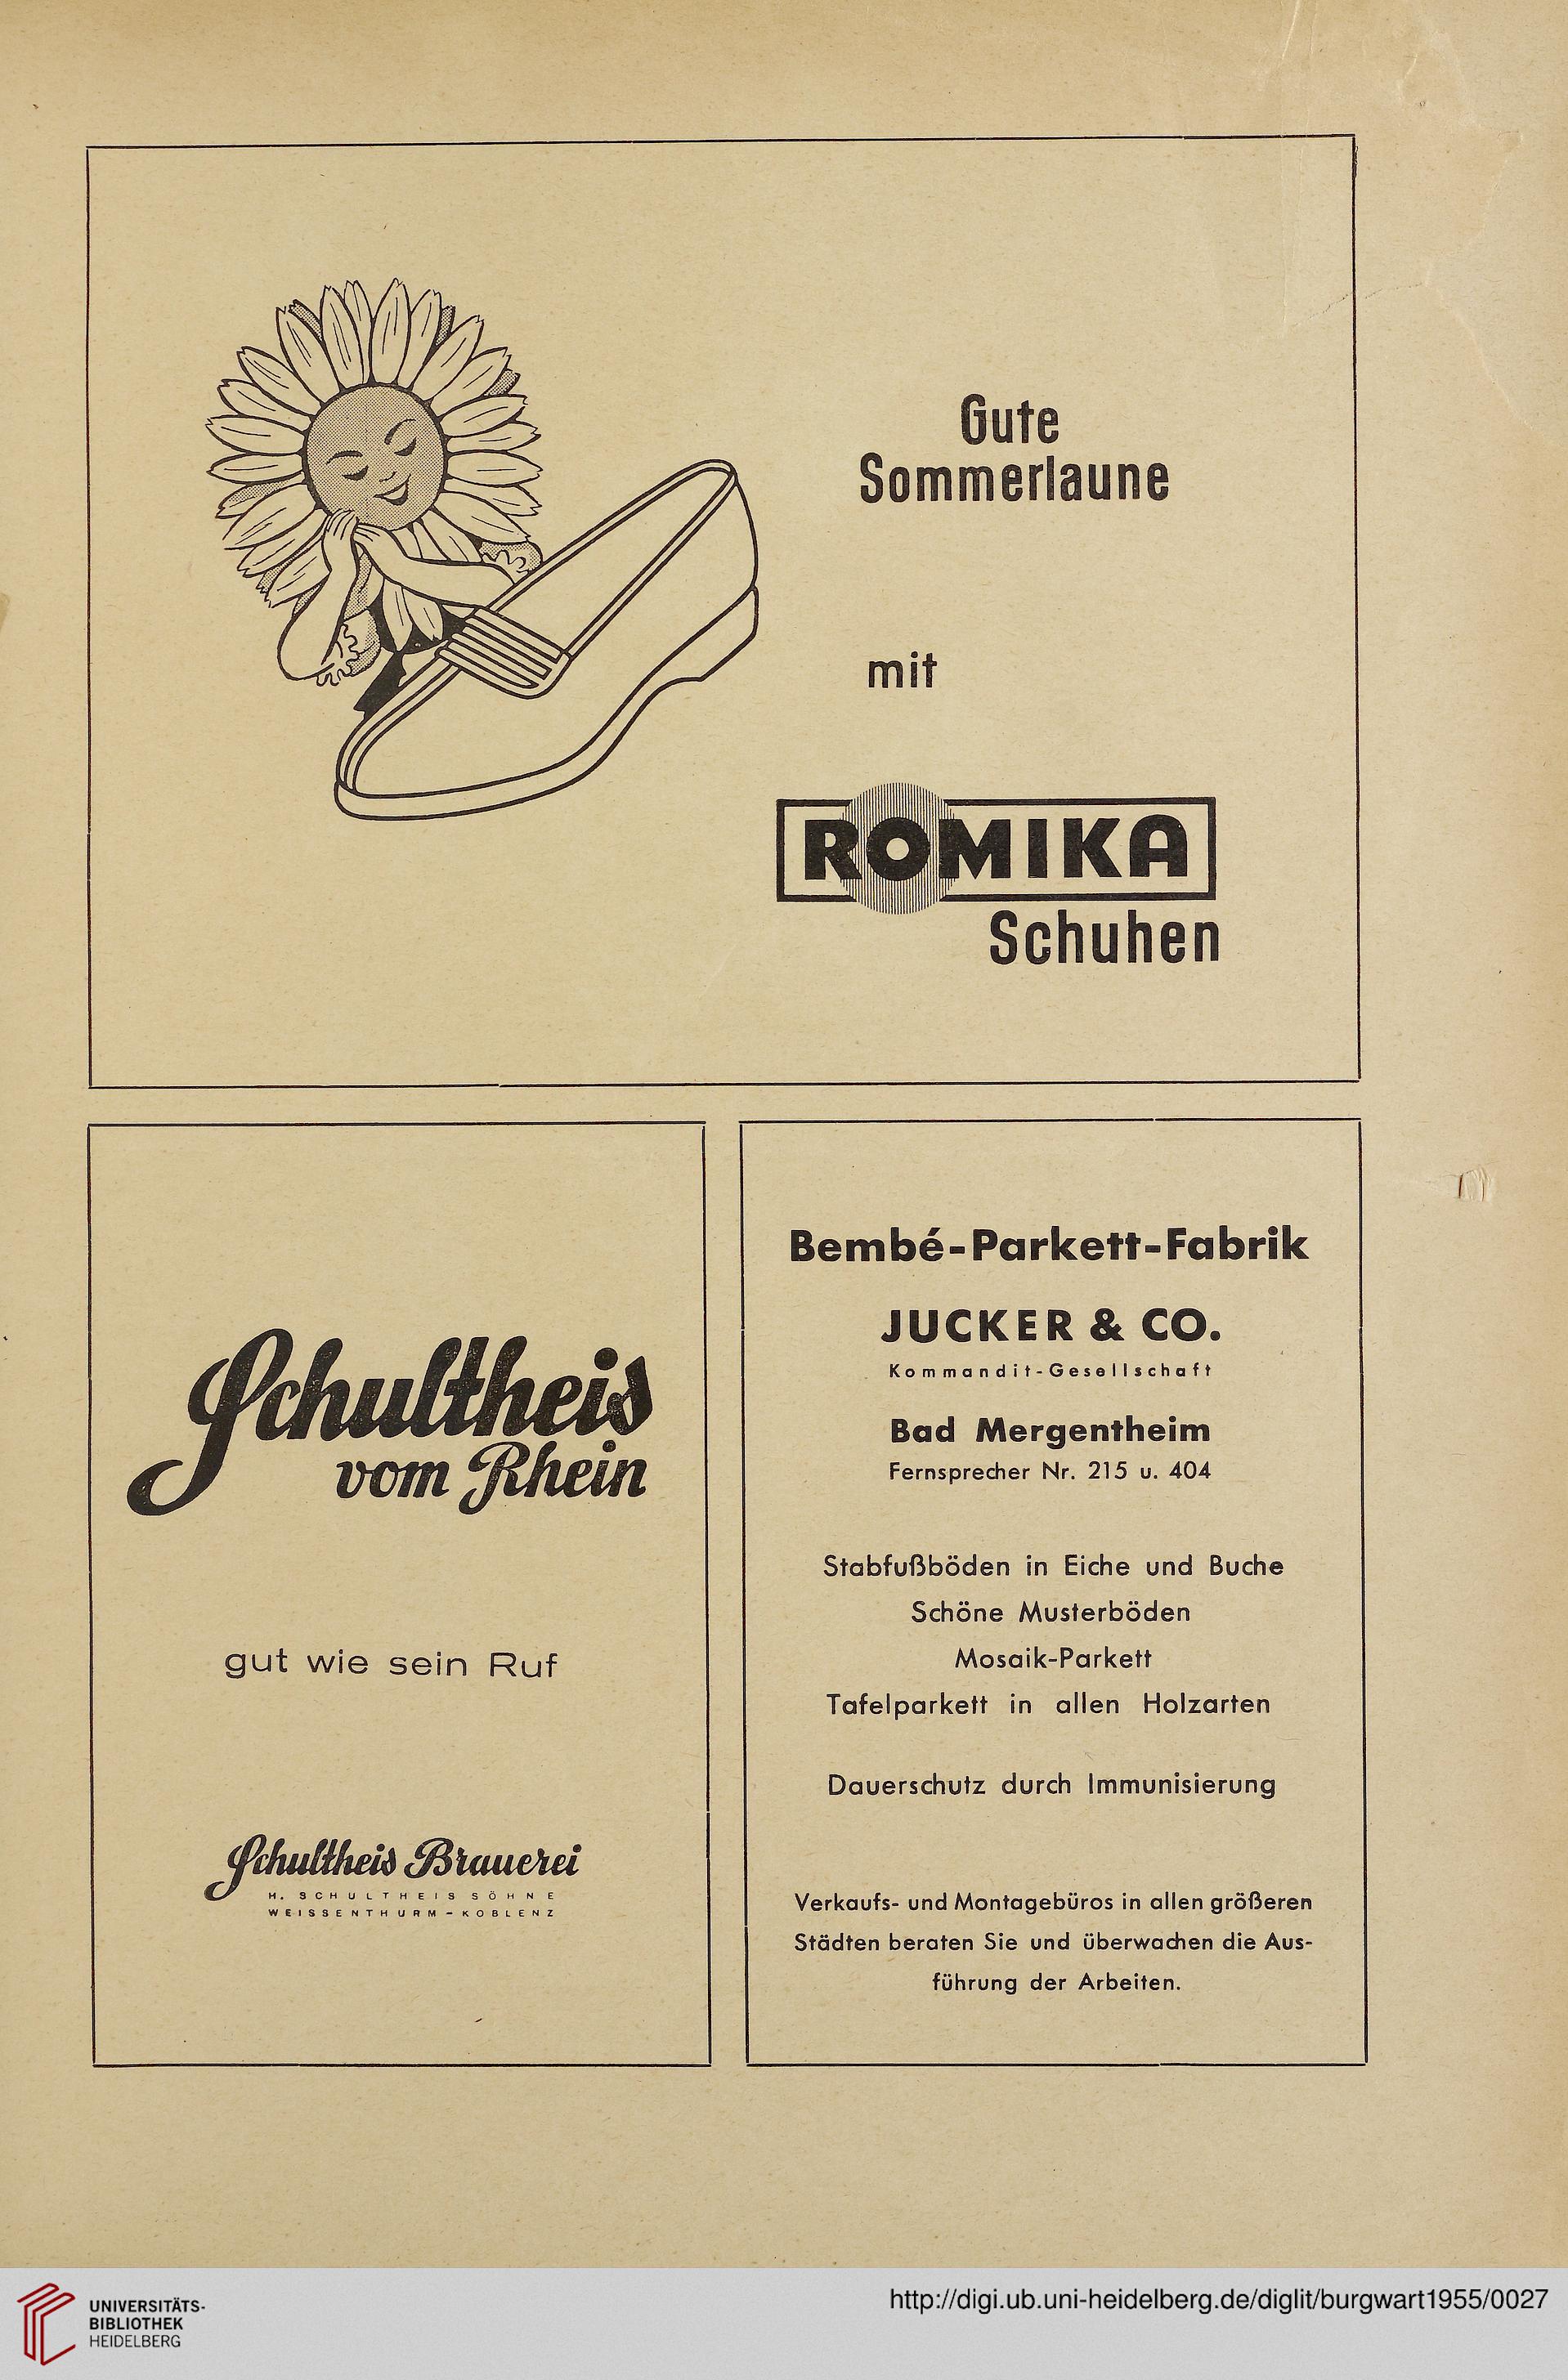 Gute
Sommerlaune
mit
ROMIKA
Schuhen
Schultheis
vom Rhein
gut wie sein Ruf
Schultheis Brauerei
H. SCHULTHEIS SÖHNE
WEISSENTHURM-KOBLENZ
Bembé-Parkett-Fabrik
JUCKER & CO.
Kommandit-Gesellschaft
Bad Mergentheim
Fernsprecher Nr. 215 u. 404
Stabfußböden in Eiche und Buche
Schöne Musterböden
Mosaik-Parkett
Tafelparkett in allen Holzarten
Dauerschutz durch Immunisierung
Verkaufs- und Montagebüros in allen größeren
Städten beraten Sie und überwachen die Aus-
führung der Arbeiten.
UNIVERSITÄTS-
BIBLIOTHEK
HEIDELBERG
http://digi.ub.uni-heidelberg.de/diglit/burgwart1955/0027